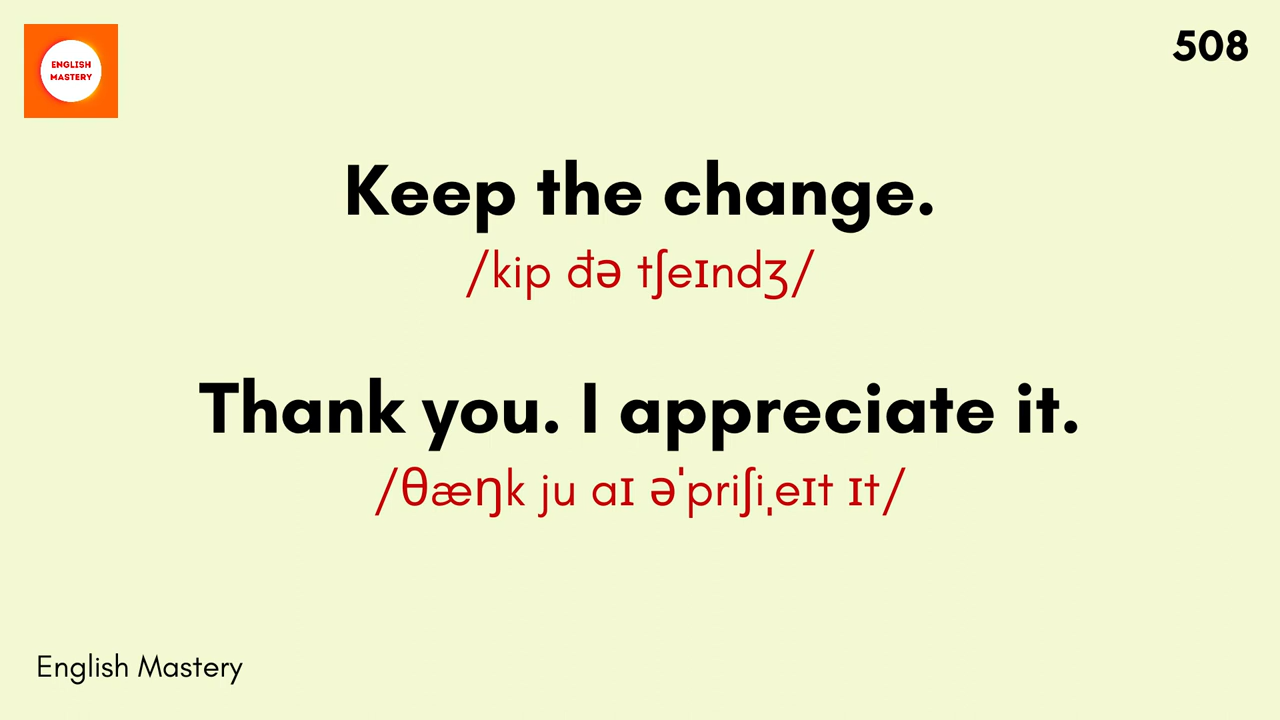 ENGLISH
MASTERY
508
Keep the change.
/kip đə tʃeɪndʒ/
Thank you. I appreciate it.
/θæŋk ju aɪ əˈpriʃiˌeɪt ɪt/
English Mastery